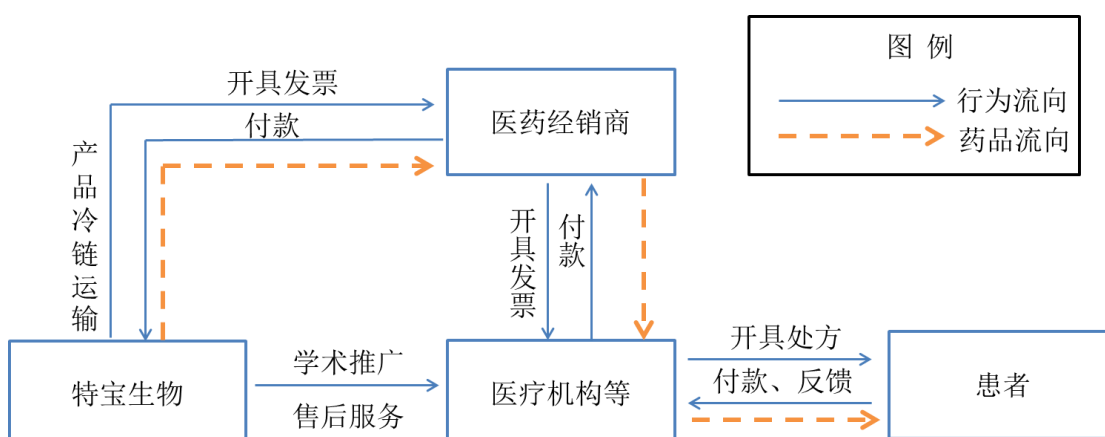 图 例
行为流向
药品流向
开具发票
付款
医药经销商
产品冷链运输
开具发票
付款
特宝生物
学术推广
售后服务
医疗机构等
开具处方
付款、反馈
患者